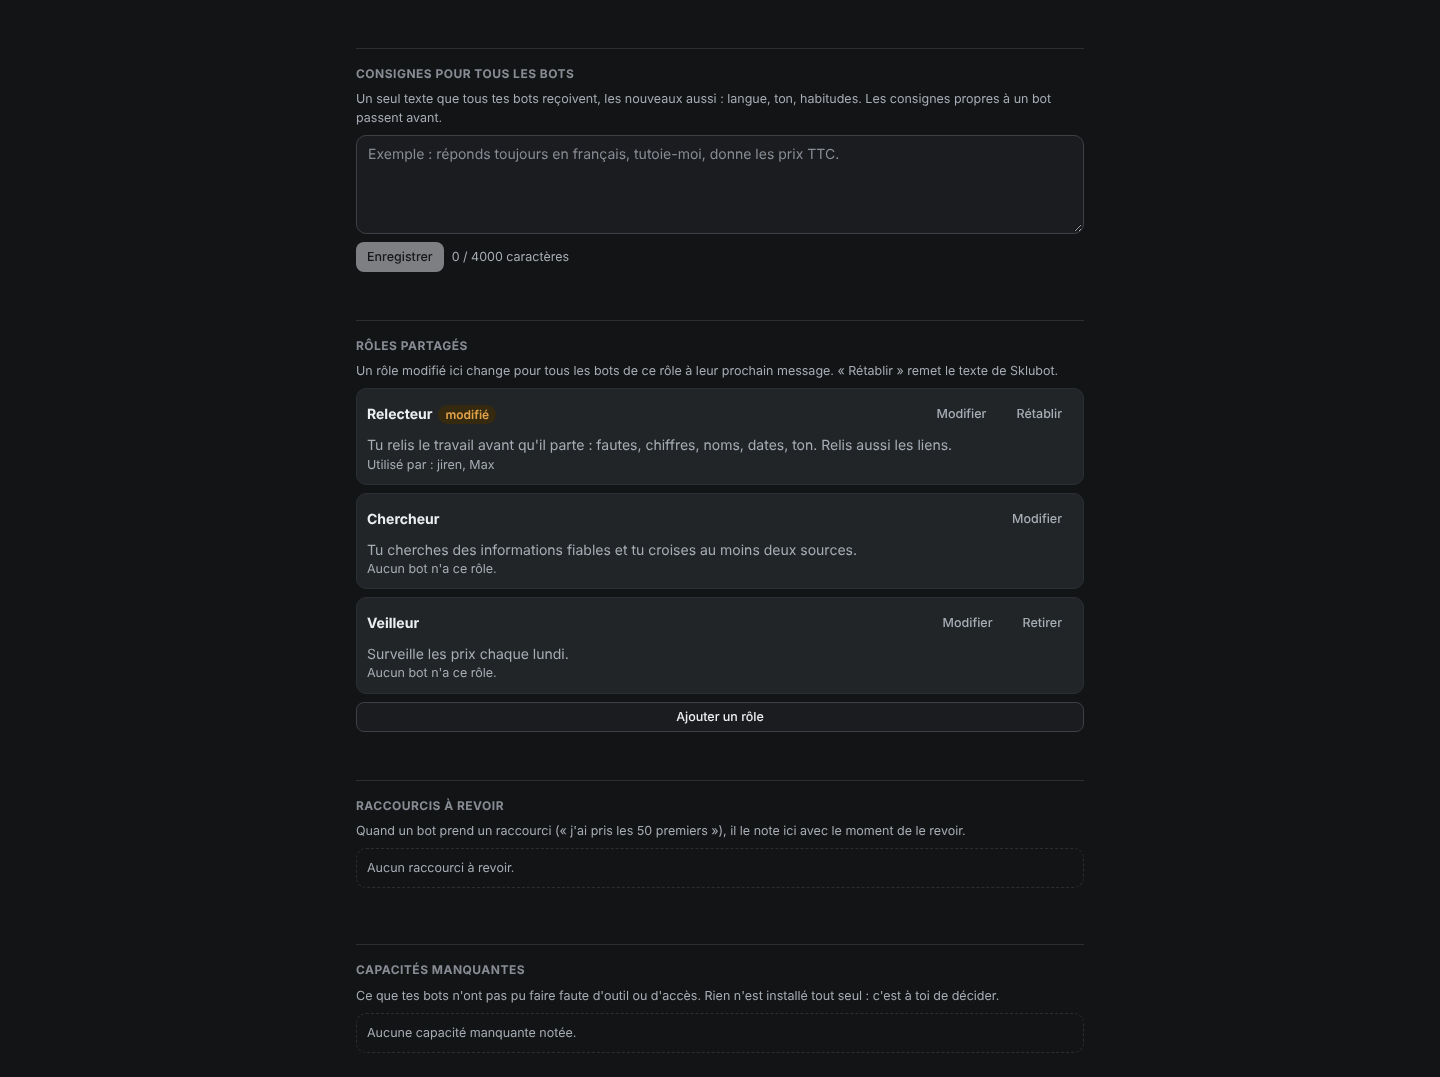 CONSIGNES POUR TOUS LES BOTS
Un seul texte que tous tes bots reçoivent, les nouveaux aussi : langue, ton, habitudes. Les consignes propres à un bot
passent avant.
Exemple : réponds toujours en français, tutoie-moi, donne les prix TTC.
Enregistrer 0 / 4000 caractères
RÔLES PARTAGÉS
Un rôle modifié ici change pour tous les bots de ce rôle à leur prochain message. « Rétablir » remet le texte de Sklubot.
Relecteur modifié Modifier Rétablir
Tu relis le travail avant qu'il parte : fautes, chiffres, noms, dates, ton. Relis aussi les liens.
Utilisé par : jiren, Max
Chercheur Modifier
Tu cherches des informations fiables et tu croises au moins deux sources.
Aucun bot n'a ce rôle.
Veilleur Modifier Retirer
Surveille les prix chaque lundi.
Aucun bot n'a ce rôle.
Ajouter un rôle
RACCOURCIS À REVOIR
Quand un bot prend un raccourci (« j'ai pris les 50 premiers »), il le note ici avec le moment de le revoir.
Aucun raccourci à revoir.
CAPACITÉS MANQUANTES
Ce que tes bots n'ont pas pu faire faute d'outil ou d'accès. Rien n'est installé tout seul : c'est à toi de décider.
Aucune capacité manquante notée.